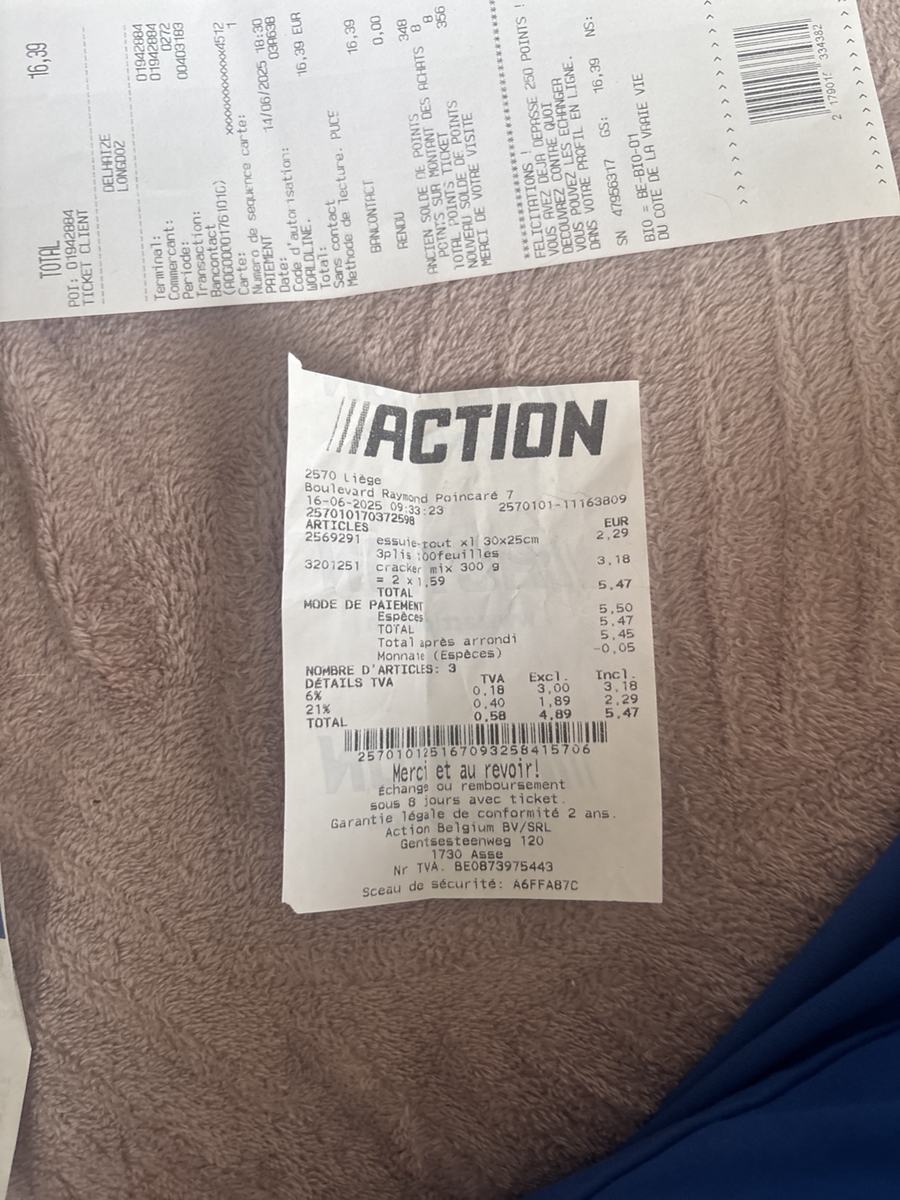 TOTAL 16,39
POI: 01942884
TICKET CLIENT
DELHAIZE
LONGDOZ
Terminal: 01942884
Commercant: 01942884
Periode: 0272
Transaction: 00403183
Bancontact
(A0000001761010)
Carte: xxxxxxxxxxxxx4512
Numero de sequence carte: 1
PAIEMENT
Date: 14/06/2025 18:30
Code d'autorisation: 03A63B
WORLDLINE.
Total: 16,39 EUR
Sans contact
Methode de lecture. PUCE
BANCONTACT 16,39
RENDU 0,00
ANCIEN SOLDE DE POINTS 348
POINTS SUR MONTANT DES ACHATS 8
TOTAL POINTS TICKET 8
NOUVEAU SOLDE DE POINTS 356
MERCI DE VOTRE VISITE
FELICITATIONS !
VOUS AVEZ DEJA DEPASSE 250 POINTS !
DECOUVREZ CONTRE QUOI
VOUS POUVEZ LES ECHANGER
DANS VOTRE PROFIL EN LIGNE.
SN 47956317 GS: 16,39 NS:
BIO = BE-BIO-01
DU COTE DE LA VRAIE VIE
ACTION
2570 Liège
Boulevard Raymond Poincaré 7
16-06-2025 09:33:23 2570101-11163809
257010170372598
ARTICLES EUR
2569291 essuie-tout xl 30x25cm 2,29
3plis 100feuilles
3201251 cracker mix 300 g 3,18
= 2 x 1,59
TOTAL 5,47
MODE DE PAIEMENT
Espèces 5,50
TOTAL 5,47
Total après arrondi 5,45
Monnaie (Espèces) -0,05
NOMBRE D'ARTICLES: 3
DÉTAILS TVA TVA Excl. Incl.
6% 0,18 3,00 3,18
21% 0,40 1,89 2,29
TOTAL 0,58 4,89 5,47
257010125167093258415706
Merci et au revoir!
Échange ou remboursement
sous 8 jours avec ticket.
Garantie légale de conformité 2 ans.
Action Belgium BV/SRL
Gentsesteenweg 120
1730 Asse
Nr TVA. BE0873975443
Sceau de sécurité: A6FFA87C